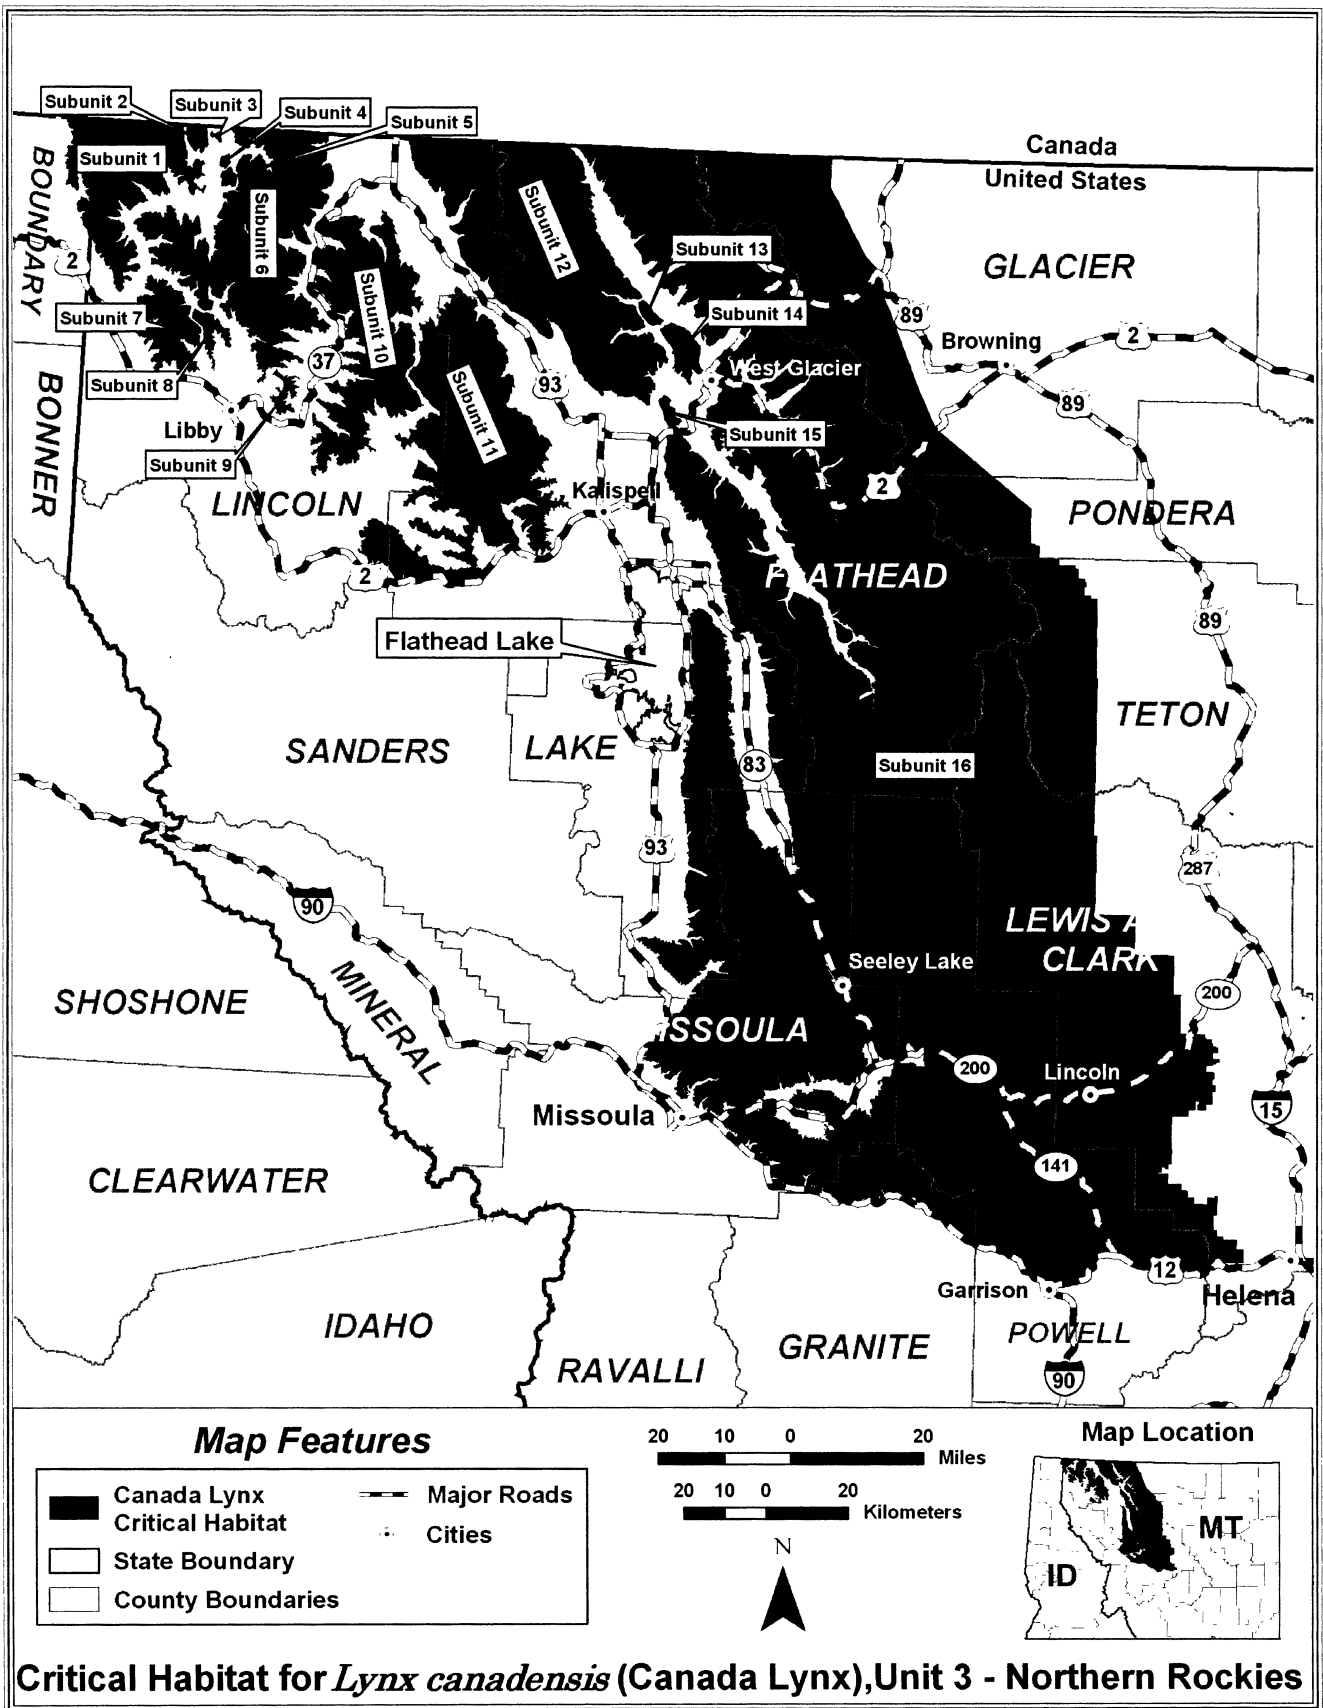 Subunit 2
Subunit 3
Subunit 4
Subunit 5
Canada
United States
Subunit 1
BOUNDARY
Subunit 6
Subunit 12
Subunit 13
GLACIER
2
Subunit 7
Subunit 10
Subunit 14
89
Browning
2
37
West Glacier
Subunit 8
93
89
BONNER
Subunit 11
Libby
Subunit 15
Subunit 9
Kalispell
2
LINCOLN
PONDERA
2
FLATHEAD
89
Flathead Lake
TETON
SANDERS
LAKE
83
Subunit 16
93
287
90
LEWIS A
CLARK
Seeley Lake
MINERAL
200
SHOSHONE
ISSOULA
200
Lincoln
15
Missoula
141
CLEARWATER
12
Garrison
Helena
IDAHO
POWELL
GRANITE
RAVALLI
90
Map Features
Canada Lynx
Critical Habitat
State Boundary
County Boundaries
Major Roads
Cities
20 10 0 20
Miles
20 10 0 20
Kilometers
N
Map Location
MT
ID
Critical Habitat for Lynx canadensis (Canada Lynx),Unit 3 - Northern Rockies